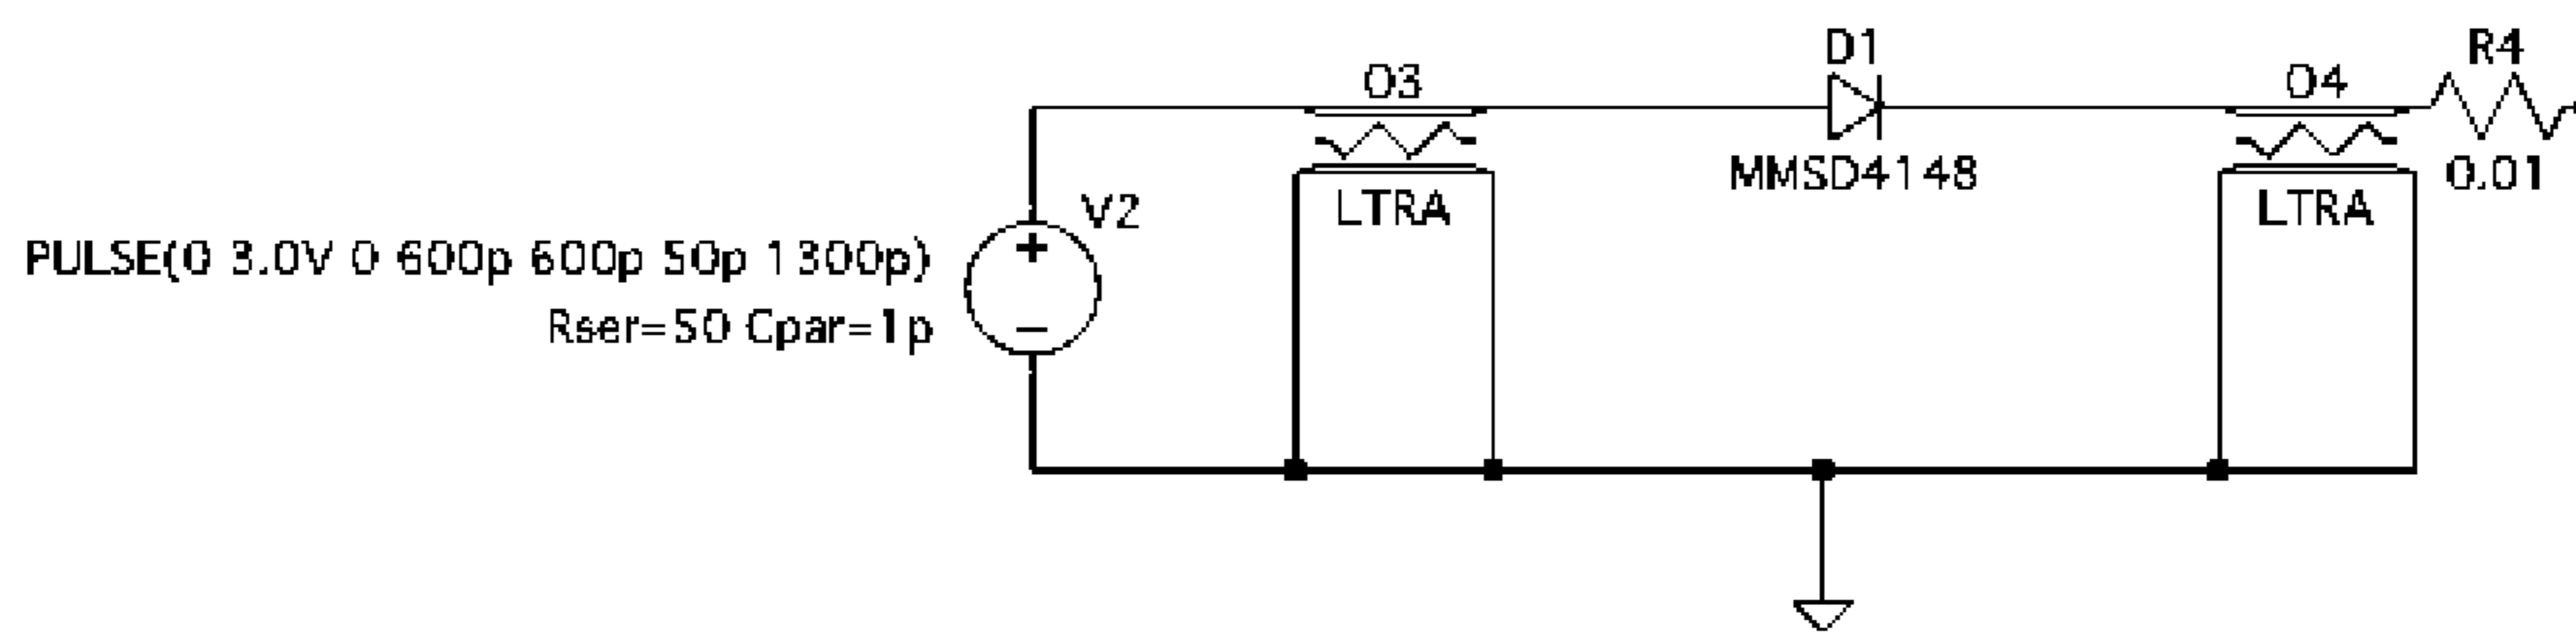 D1
R4
O3
O4
MMSD4148
0.01
LTRA
LTRA
V2
PULSE(0 3.0V 0 600p 600p 50p 1300p)
Rser=50 Cpar=1p